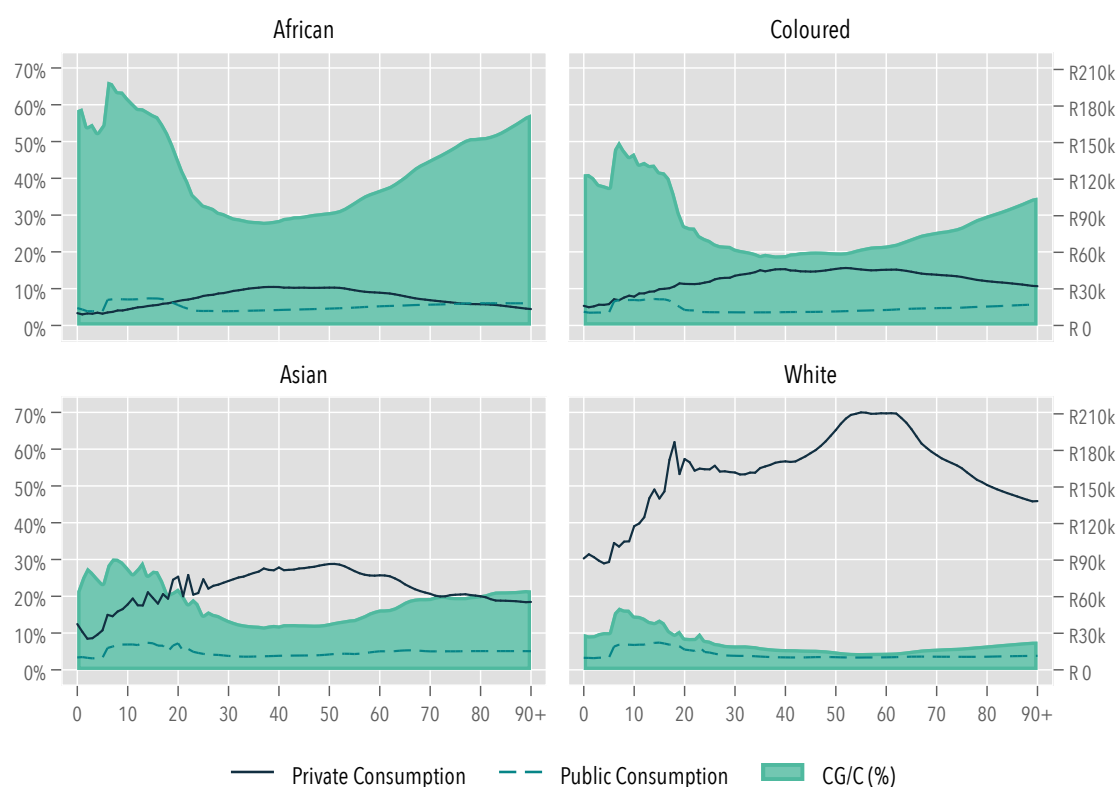 African
Coloured
70%
60%
50%
40%
30%
20%
10%
0%
R210k
R180k
R150k
R120k
R90k
R60k
R30k
R 0
Asian
White
70%
60%
50%
40%
30%
20%
10%
0%
R210k
R180k
R150k
R120k
R90k
R60k
R30k
R 0
0 10 20 30 40 50 60 70 80 90+
0 10 20 30 40 50 60 70 80 90+
Private Consumption Public Consumption CG/C (%)